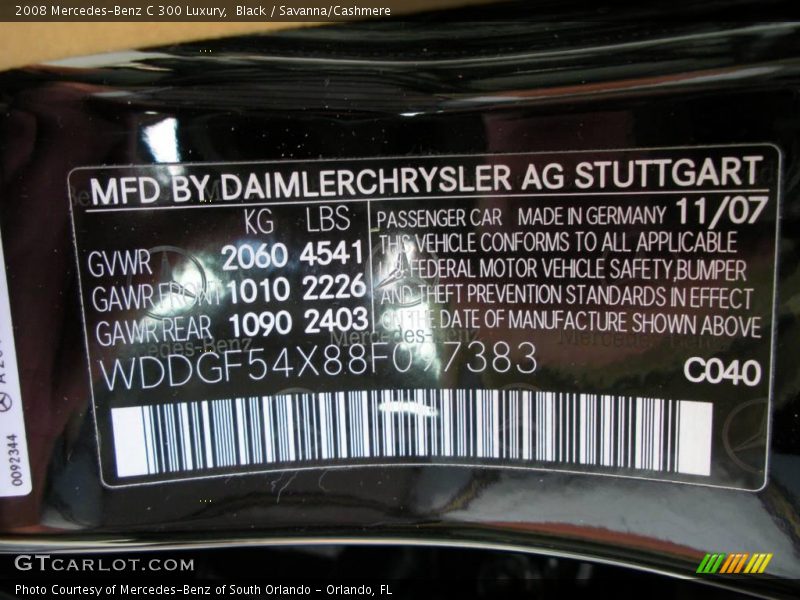 2008 Mercedes-Benz C 300 Luxury, Black / Savanna/Cashmere
MFD BY DAIMLERCHRYSLER AG STUTTGART
KG LBS
GVWR 2060 4541
GAWR FRONT 1010 2226
GAWR REAR 1090 2403
PASSENGER CAR MADE IN GERMANY 11/07
THIS VEHICLE CONFORMS TO ALL APPLICABLE
FEDERAL MOTOR VEHICLE SAFETY, BUMPER
AND THEFT PREVENTION STANDARDS IN EFFECT
ON THE DATE OF MANUFACTURE SHOWN ABOVE
Mercedes-Benz
WDDGF54X88F097383 C040
0092344
GTCARLOT.COM
Photo Courtesy of Mercedes-Benz of South Orlando - Orlando, FL